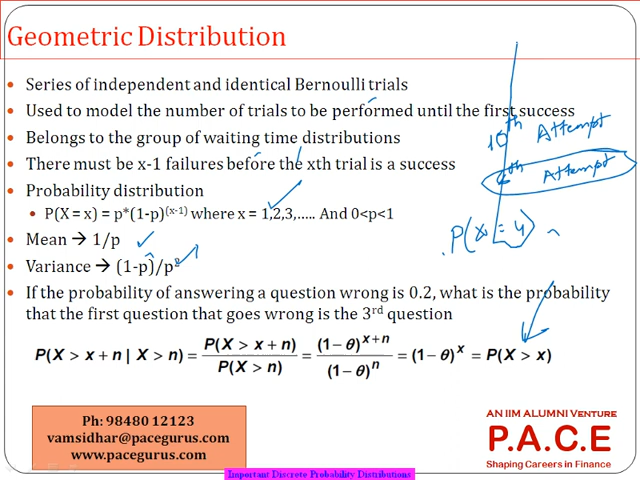 Geometric Distribution
• Series of independent and identical Bernoulli trials
• Used to model the number of trials to be performed until the first success
• Belongs to the group of waiting time distributions
• There must be x-1 failures before the xth trial is a success
• Probability distribution
• P(X = x) = p*(1-p)^(x-1) where x = 1,2,3,..... And 0<p<1
• Mean → 1/p
• Variance → (1-p)/p²
• If the probability of answering a question wrong is 0.2, what is the probability
that the first question that goes wrong is the 3rd question
P(X > x + n | X > n) = P(X > x + n) / P(X > n) = (1 − θ)^(x+n) / (1 − θ)^n = (1 − θ)^x = P(X > x)
10th Attempt
th Attempt
P(x = 4)
Ph: 98480 12123
vamsidhar@pacegurus.com
www.pacegurus.com
AN IIM ALUMNI VENTURE
P.A.C.E
Shaping Careers in Finance
Important Discrete Probability Distributions